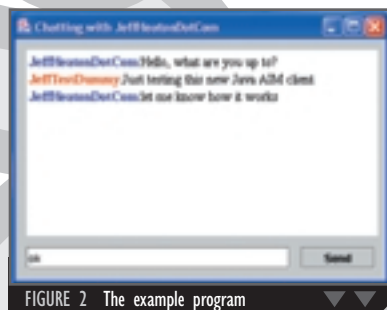 Chatting with JeffHeatonDotCom
JeffHeatonDotCom:Hello, what are you up to?
JeffTestDummy:Just testing this new Java AIM client
JeffHeatonDotCom:let me know how it works
ok
Send
FIGURE 2 The example program